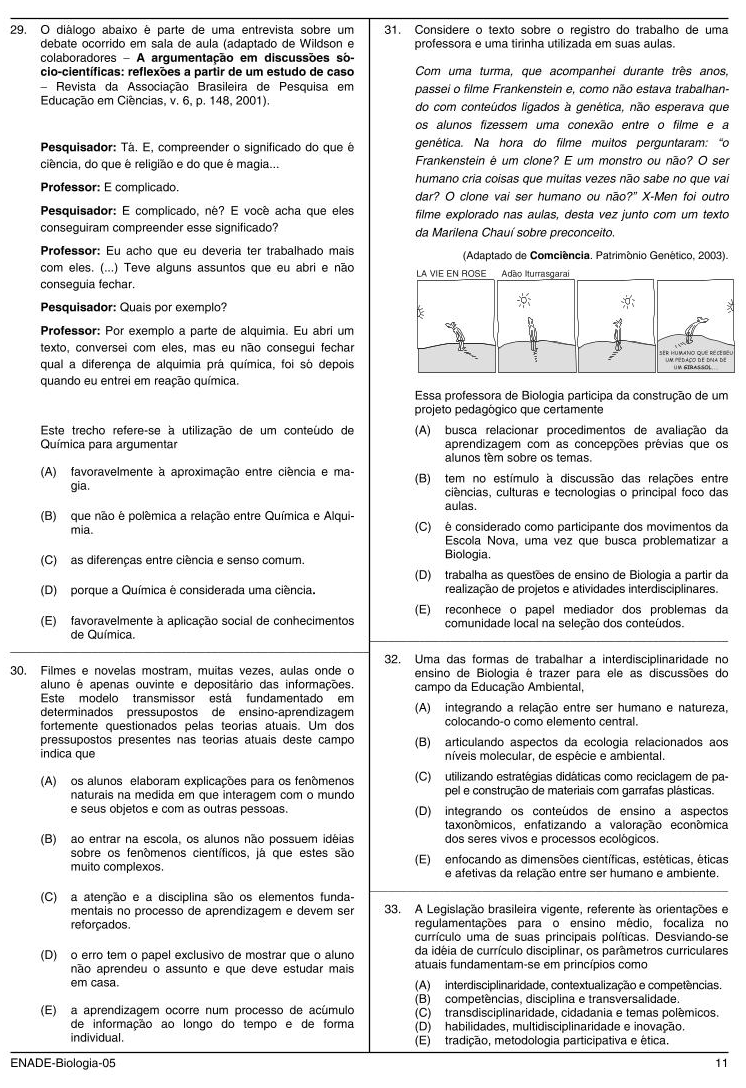 29. O diálogo abaixo é parte de uma entrevista sobre um
debate ocorrido em sala de aula (adaptado de Wildson e
colaboradores – A argumentação em discussões só-
cio-científicas: reflexões a partir de um estudo de caso
– Revista da Associação Brasileira de Pesquisa em
Educação em Ciências, v. 6, p. 148, 2001).
Pesquisador: Tá. E, compreender o significado do que é
ciência, do que é religião e do que é magia...
Professor: É complicado.
Pesquisador: É complicado, né? E você acha que eles
conseguiram compreender esse significado?
Professor: Eu acho que eu deveria ter trabalhado mais
com eles. (...) Teve alguns assuntos que eu abri e não
conseguia fechar.
Pesquisador: Quais por exemplo?
Professor: Por exemplo a parte de alquimia. Eu abri um
texto, conversei com eles, mas eu não consegui fechar
qual a diferença de alquimia prá química, foi só depois
quando eu entrei em reação química.
Este trecho refere-se à utilização de um conteúdo de
Química para argumentar
(A) favoravelmente à aproximação entre ciência e ma-
gia.
(B) que não é polêmica a relação entre Química e Alqui-
mia.
(C) as diferenças entre ciência e senso comum.
(D) porque a Química é considerada uma ciência.
(E) favoravelmente à aplicação social de conhecimentos
de Química.
30. Filmes e novelas mostram, muitas vezes, aulas onde o
aluno é apenas ouvinte e depositário das informações.
Este modelo transmissor está fundamentado em
determinados pressupostos de ensino-aprendizagem
fortemente questionados pelas teorias atuais. Um dos
pressupostos presentes nas teorias atuais deste campo
indica que
(A) os alunos elaboram explicações para os fenômenos
naturais na medida em que interagem com o mundo
e seus objetos e com as outras pessoas.
(B) ao entrar na escola, os alunos não possuem idéias
sobre os fenômenos científicos, já que estes são
muito complexos.
(C) a atenção e a disciplina são os elementos funda-
mentais no processo de aprendizagem e devem ser
reforçados.
(D) o erro tem o papel exclusivo de mostrar que o aluno
não aprendeu o assunto e que deve estudar mais
em casa.
(E) a aprendizagem ocorre num processo de acúmulo
de informação ao longo do tempo e de forma
individual.
31. Considere o texto sobre o registro do trabalho de uma
professora e uma tirinha utilizada em suas aulas.
Com uma turma, que acompanhei durante três anos,
passei o filme Frankenstein e, como não estava trabalhan-
do com conteúdos ligados à genética, não esperava que
os alunos fizessem uma conexão entre o filme e a
genética. Na hora do filme muitos perguntaram: “o
Frankenstein é um clone? É um monstro ou não? O ser
humano cria coisas que muitas vezes não sabe no que vai
dar? O clone vai ser humano ou não?” X-Men foi outro
filme explorado nas aulas, desta vez junto com um texto
da Marilena Chauí sobre preconceito.
(Adaptado de Comciência. Patrimônio Genético, 2003).
LA VIE EN ROSE Adão Iturrasgarai
SER HUMANO QUE RECEBEU
UM PEDAÇO DE DNA DE
UM GIRASSOL...
Essa professora de Biologia participa da construção de um
projeto pedagógico que certamente
(A) busca relacionar procedimentos de avaliação da
aprendizagem com as concepções prévias que os
alunos têm sobre os temas.
(B) tem no estímulo à discussão das relações entre
ciências, culturas e tecnologias o principal foco das
aulas.
(C) é considerado como participante dos movimentos da
Escola Nova, uma vez que busca problematizar a
Biologia.
(D) trabalha as questões de ensino de Biologia a partir da
realização de projetos e atividades interdisciplinares.
(E) reconhece o papel mediador dos problemas da
comunidade local na seleção dos conteúdos.
32. Uma das formas de trabalhar a interdisciplinaridade no
ensino de Biologia é trazer para ele as discussões do
campo da Educação Ambiental,
(A) integrando a relação entre ser humano e natureza,
colocando-o como elemento central.
(B) articulando aspectos da ecologia relacionados aos
níveis molecular, de espécie e ambiental.
(C) utilizando estratégias didáticas como reciclagem de pa-
pel e construção de materiais com garrafas plásticas.
(D) integrando os conteúdos de ensino a aspectos
taxonômicos, enfatizando a valoração econômica
dos seres vivos e processos ecológicos.
(E) enfocando as dimensões científicas, estéticas, éticas
e afetivas da relação entre ser humano e ambiente.
33. A Legislação brasileira vigente, referente às orientações e
regulamentações para o ensino médio, focaliza no
currículo uma de suas principais políticas. Desviando-se
da idéia de currículo disciplinar, os parâmetros curriculares
atuais fundamentam-se em princípios como
(A) interdisciplinaridade, contextualização e competências.
(B) competências, disciplina e transversalidade.
(C) transdisciplinaridade, cidadania e temas polêmicos.
(D) habilidades, multidisciplinaridade e inovação.
(E) tradição, metodologia participativa e ética.
ENADE-Biologia-05 11